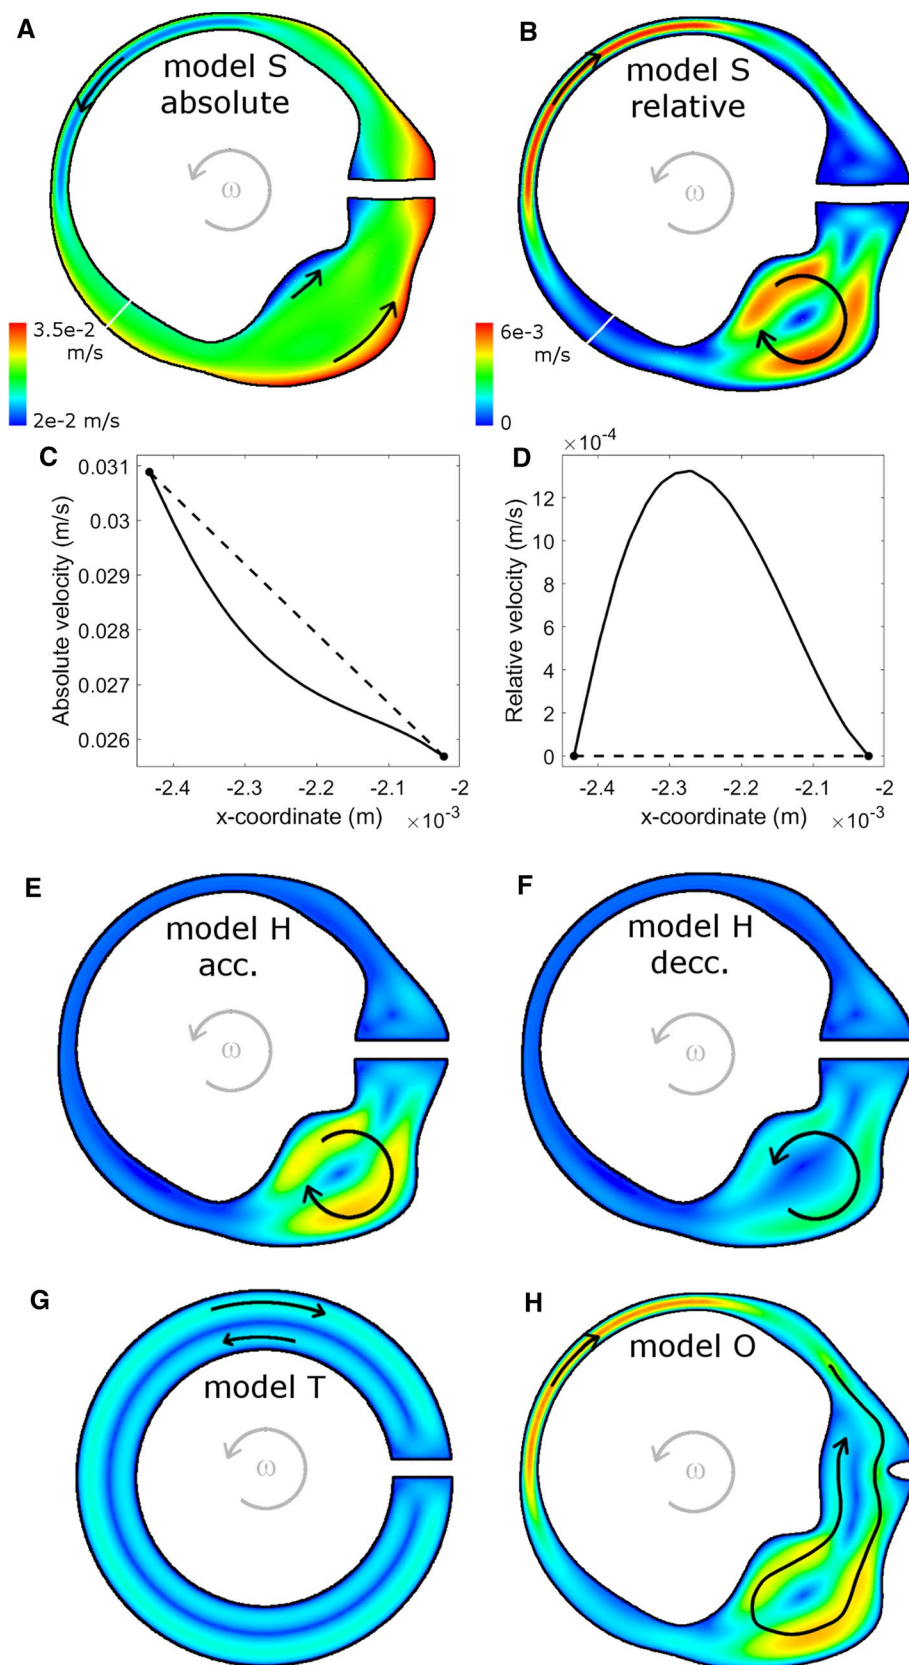 A
model S
absolute
ω
3.5e-2
m/s
2e-2 m/s
B
model S
relative
ω
6e-3
m/s
0
C
Absolute velocity (m/s)
0.031
0.03
0.029
0.028
0.027
0.026
-2.4 -2.3 -2.2 -2.1 -2
x-coordinate (m) ×10⁻³
D
×10⁻⁴
Relative velocity (m/s)
12
10
8
6
4
2
0
-2.4 -2.3 -2.2 -2.1 -2
x-coordinate (m) ×10⁻³
E
model H
acc.
ω
F
model H
decc.
ω
G
model T
ω
H
model O
ω